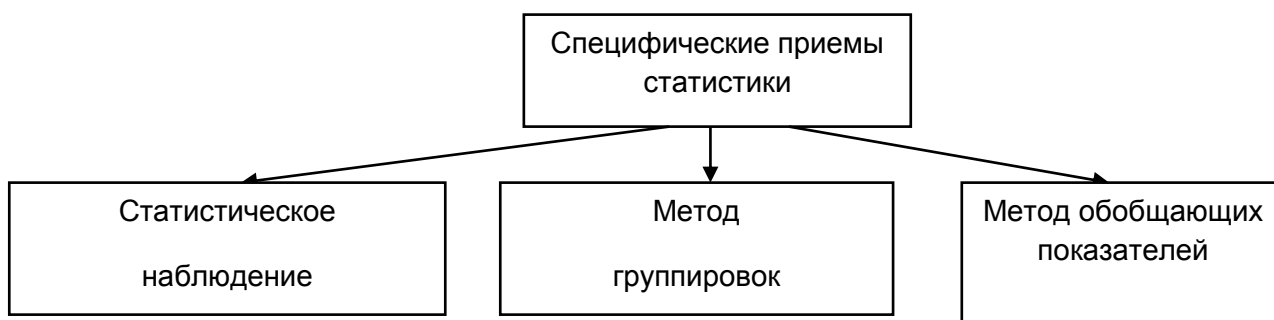 Специфические приемы
статистики
Статистическое
наблюдение
Метод
группировок
Метод обобщающих
показателей